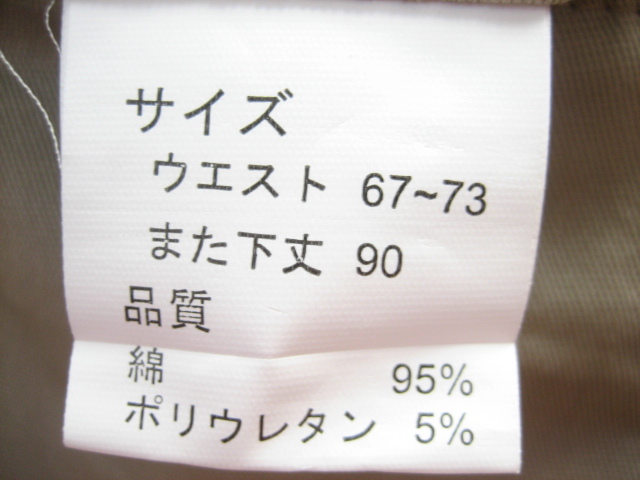 サイズ
ウエスト 67~73
また下丈 90
品質
綿 95%
ポリウレタン 5%